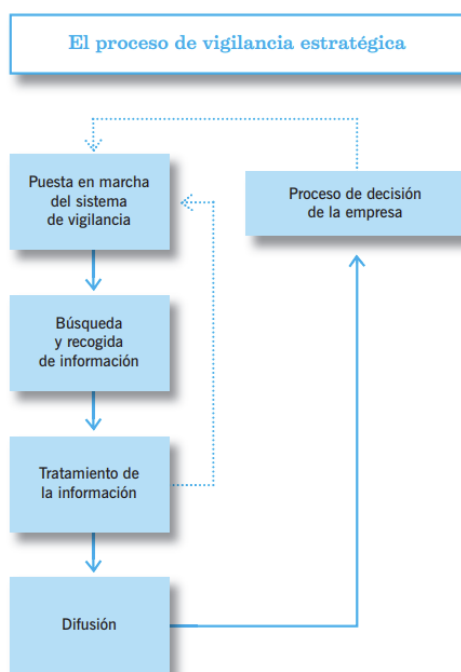 El proceso de vigilancia estratégica
Puesta en marcha
del sistema
de vigilancia
Proceso de decisión
de la empresa
Búsqueda
y recogida
de información
Tratamiento de
la información
Difusión